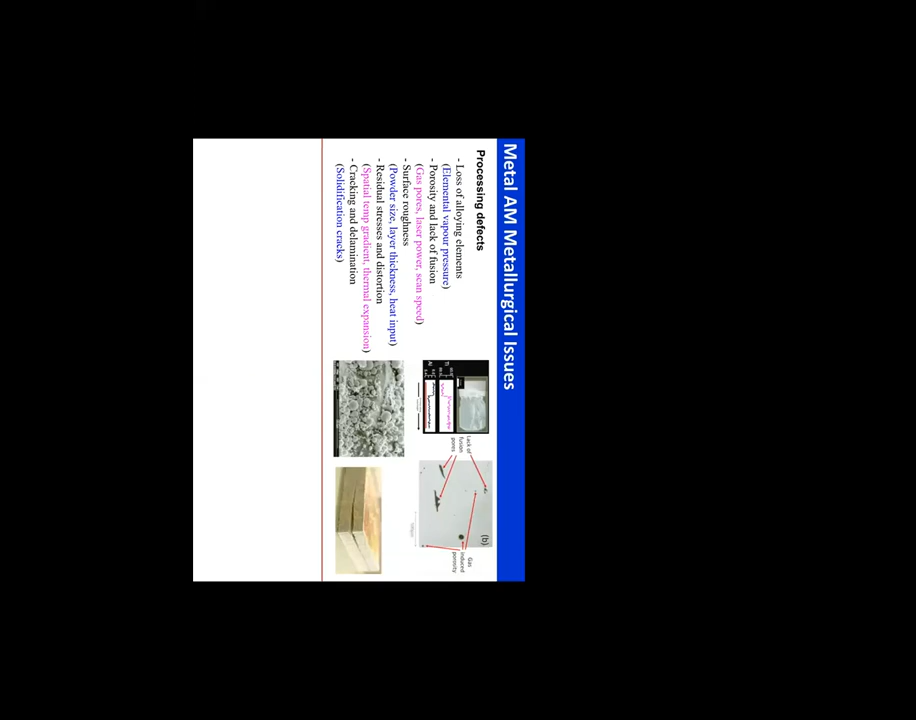 Metal AM Metallurgical Issues
Processing defects
- Loss of alloying elements
(Elemental vapour pressure)
- Porosity and lack of fusion
(Gas pores, laser power, scan speed)
- Surface roughness
(Powder size, layer thickness, heat input)
- Residual stresses and distortion
(Spatial temp gradient, thermal expansion)
- Cracking and delamination
(Solidification cracks)
Ti
Al
Lack of
fusion
pores
(b)
Gas
induced
porosity